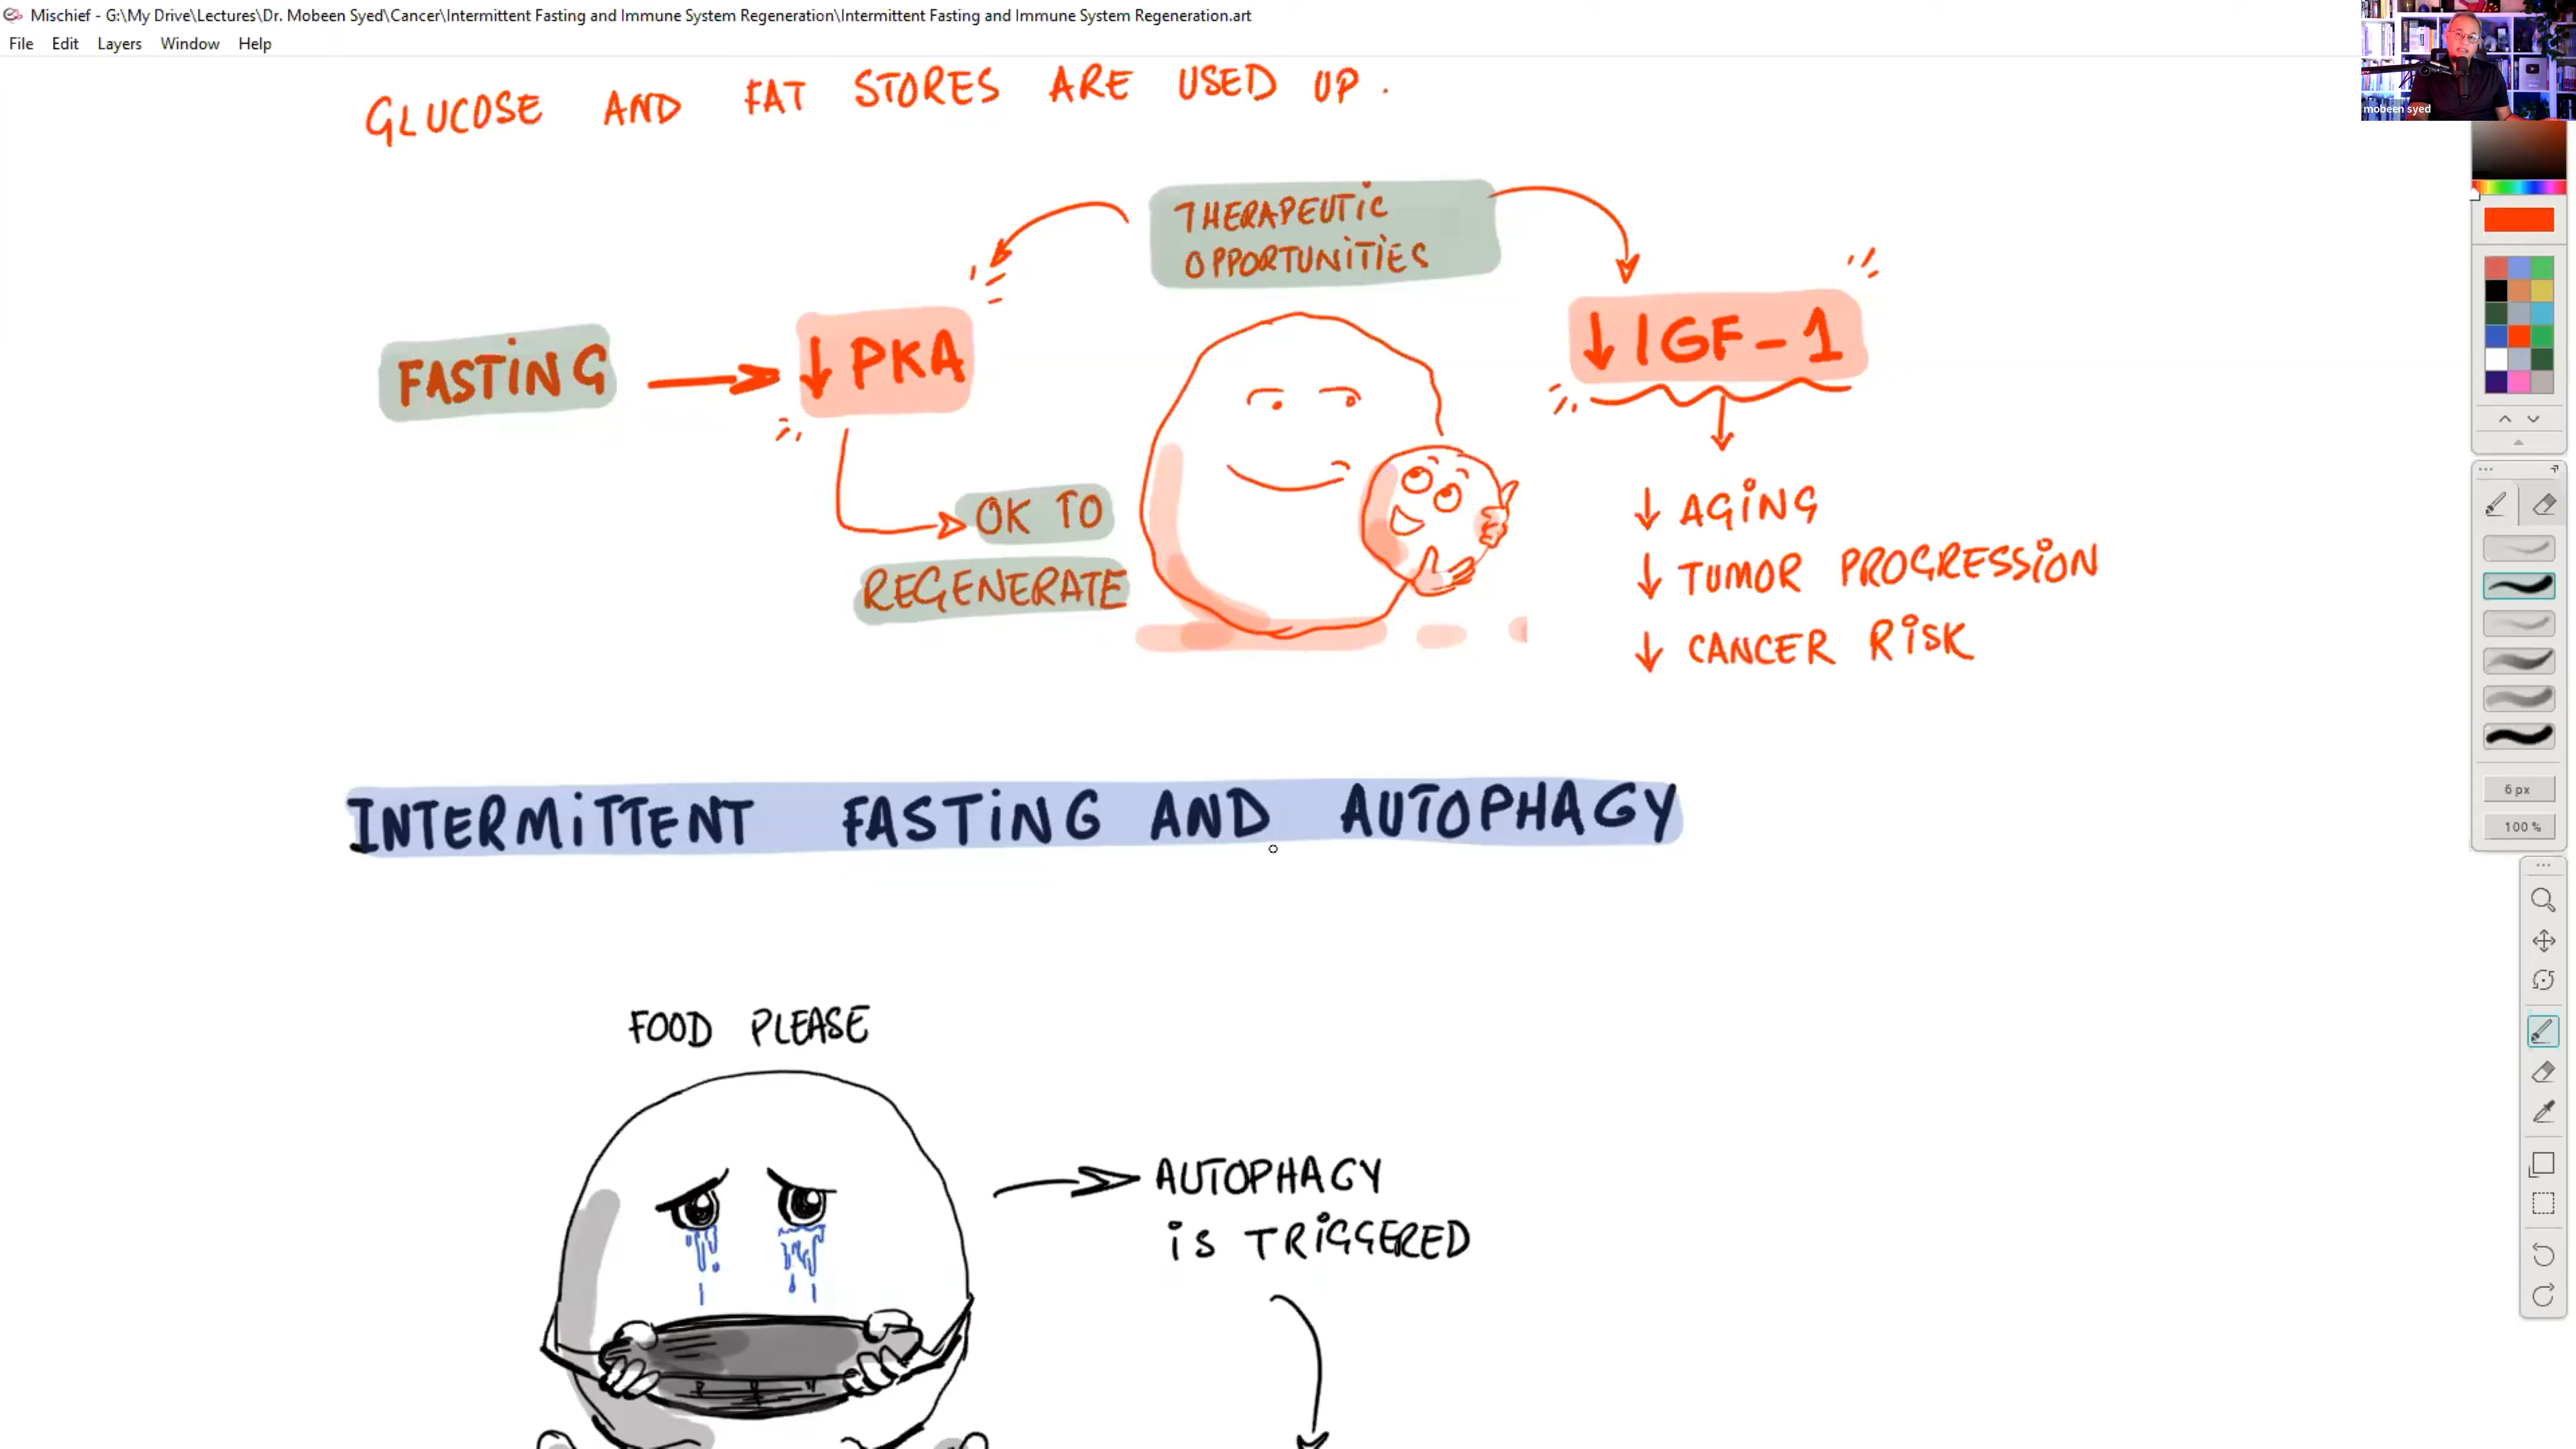 Mischief - G:\My Drive\Lectures\Dr. Mobeen Syed\Cancer\Intermittent Fasting and Immune System Regeneration\Intermittent Fasting and Immune System Regeneration.art
File Edit Layers Window Help
mobeen syed
GLUCOSE AND FAT STORES ARE USED UP.
THERAPEUTIC
OPPORTUNITIES
FASTING → ↓ PKA
↓ IGF-1
OK TO
REGENERATE
↓ AGING
↓ TUMOR PROGRESSION
↓ CANCER RISK
INTERMITTENT FASTING AND AUTOPHAGY
FOOD PLEASE
AUTOPHAGY
IS TRIGGERED
6 px
100 %